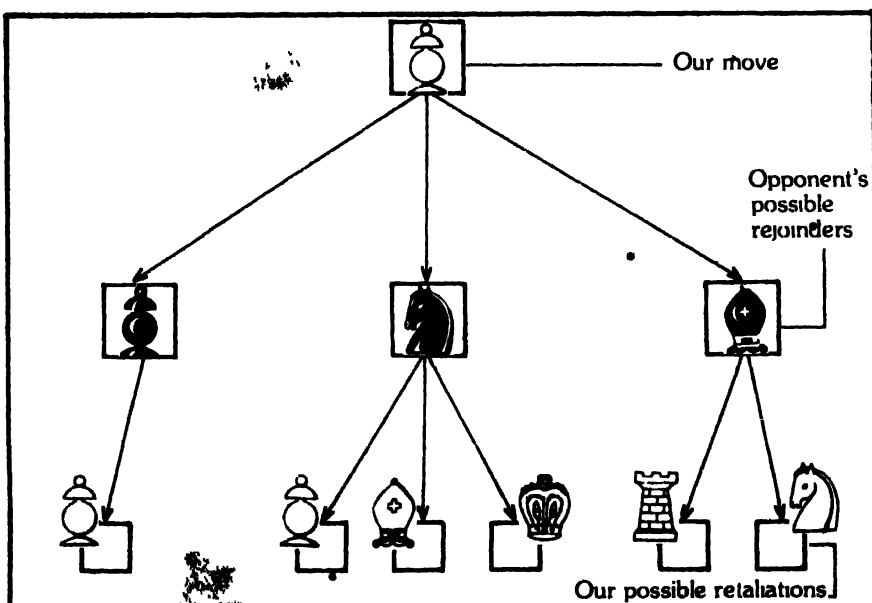 Our move
Opponent's
possible
rejoinders
Our possible retaliations